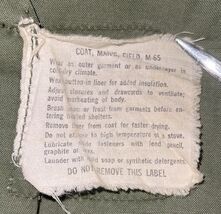 COAT, MAN'S, FIELD, M-65
Wear as outer garment or as underlayer in
cold-dry climate.
Wear button-in liner for added insulation.
Adjust closures and drawcords to ventilate;
avoid overheating of body.
Brush snow or frost from garments before en-
tering heated shelters.
Remove liner from coat for faster drying.
Do not expose to high temperature of a stove.
Lubricate slide fasteners with lead pencil,
graphite or wax.
Launder with mild soap or synthetic detergents.
DO NOT REMOVE THIS LABEL